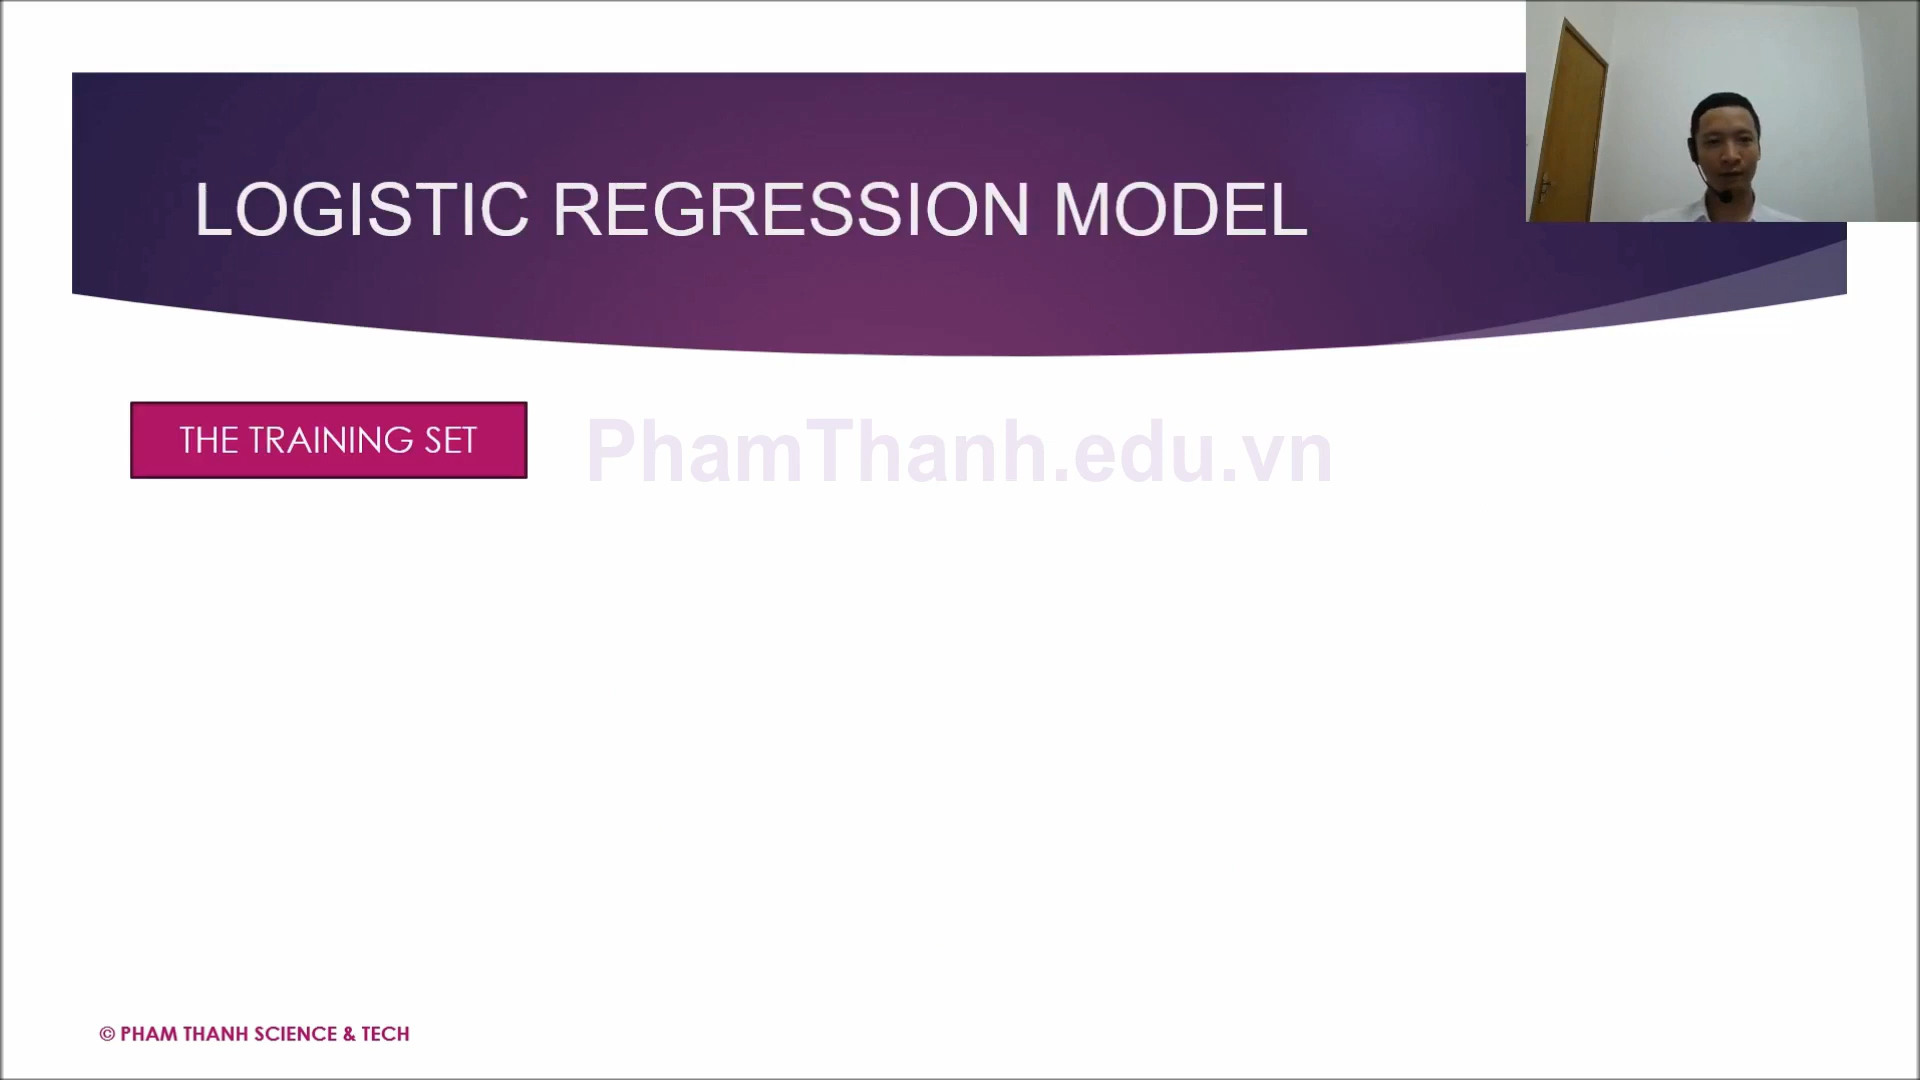 LOGISTIC REGRESSION MODEL
THE TRAINING SET
PhamThanh.edu.vn
© PHAM THANH SCIENCE & TECH